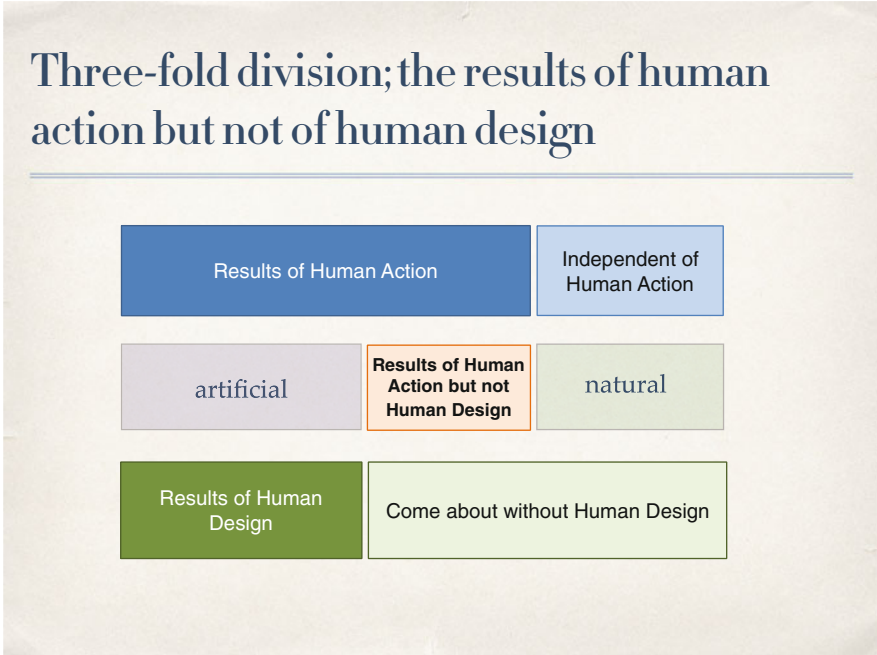 Three-fold division; the results of human
action but not of human design
Results of Human Action
Independent of
Human Action
artificial
Results of Human
Action but not
Human Design
natural
Results of Human
Design
Come about without Human Design